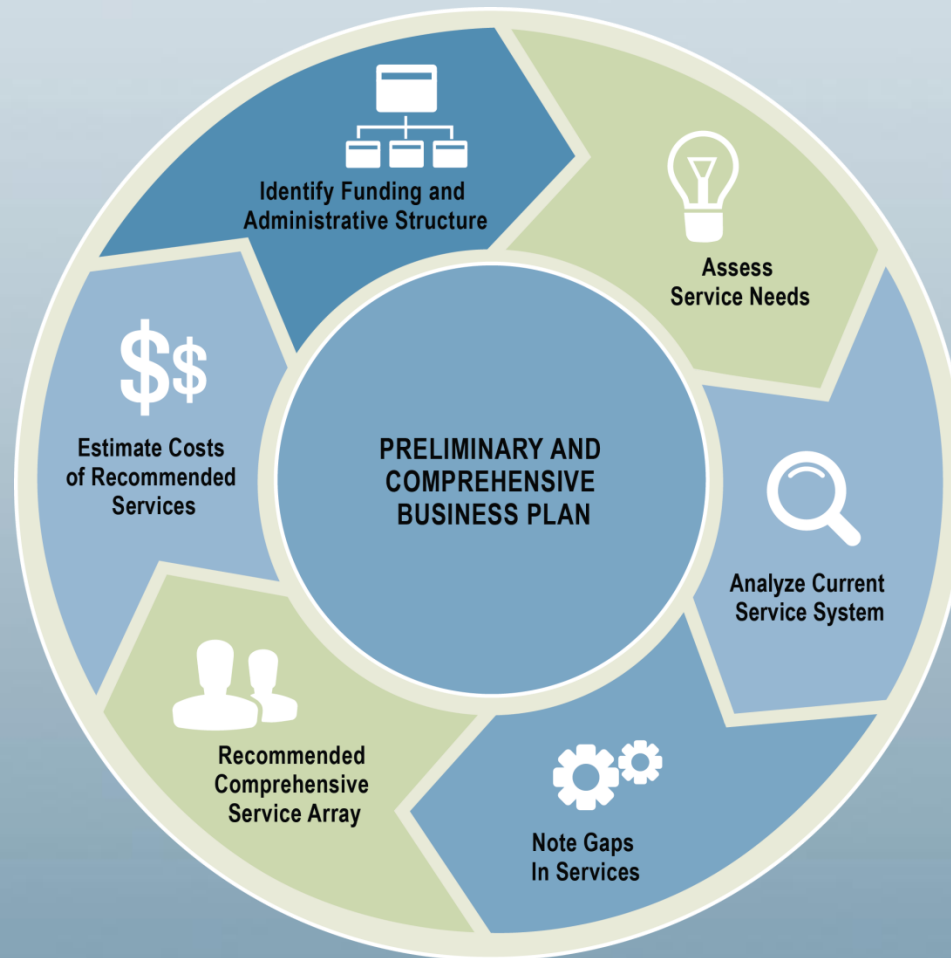 Identify Funding and
Administrative Structure
Assess
Service Needs
Estimate Costs
of Recommended
Services
PRELIMINARY AND
COMPREHENSIVE
BUSINESS PLAN
Analyze Current
Service System
Recommended
Comprehensive
Service Array
Note Gaps
In Services